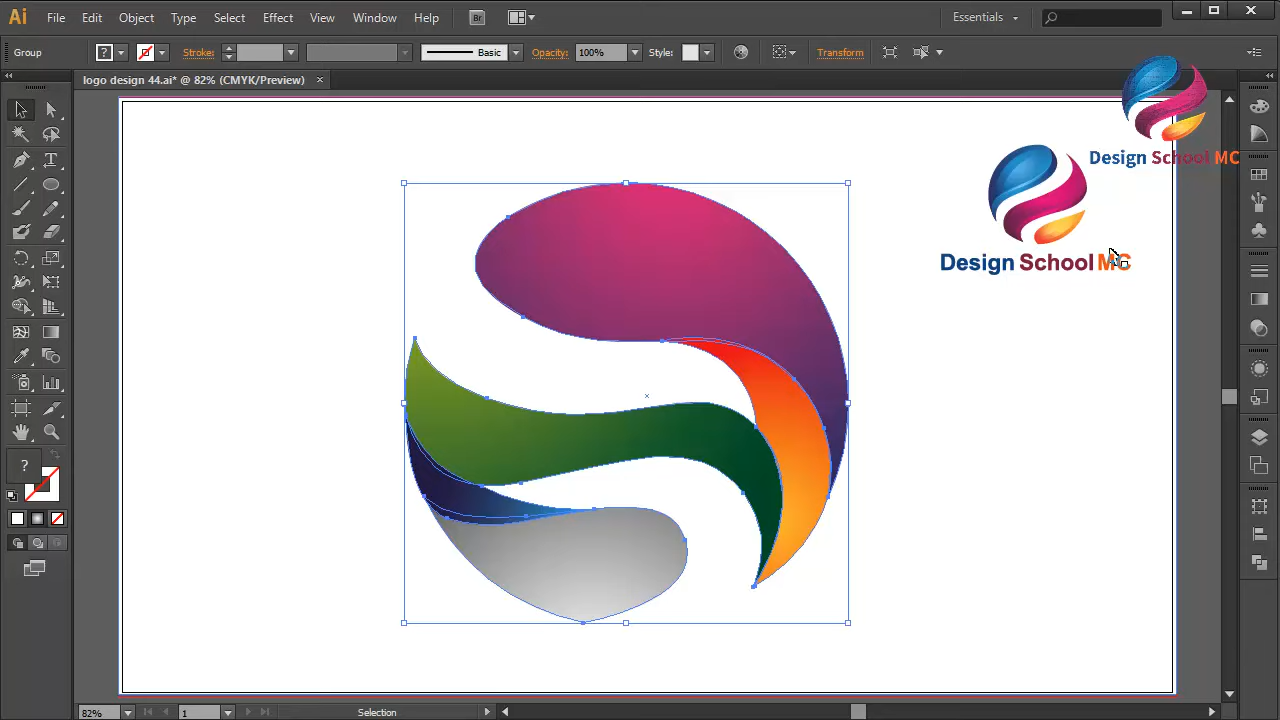 Ai File Edit Object Type Select Effect View Window Help Br Essentials
Group ? Stroke: Basic Opacity: 100% Style: Transform
logo design 44.ai* @ 82% (CMYK/Preview) ×
Design School MC
Design School MC
?
82% 1 Selection